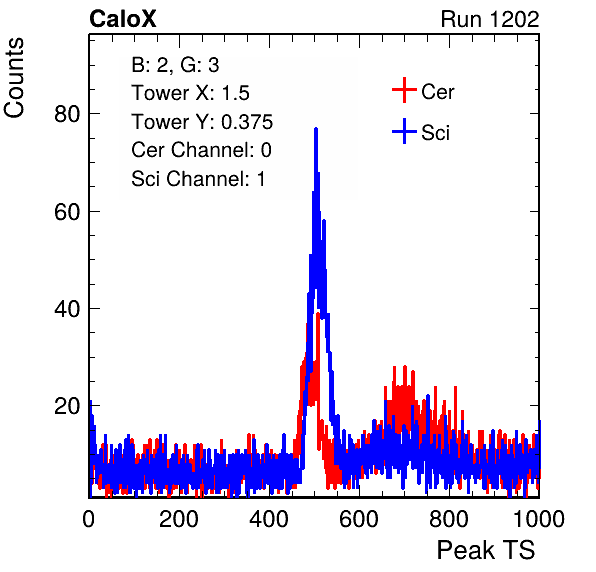 CaloX
Run 1202
Counts
B: 2, G: 3
Tower X: 1.5
Tower Y: 0.375
Cer Channel: 0
Sci Channel: 1
Cer
Sci
80
60
40
20
0 200 400 600 800 1000
Peak TS